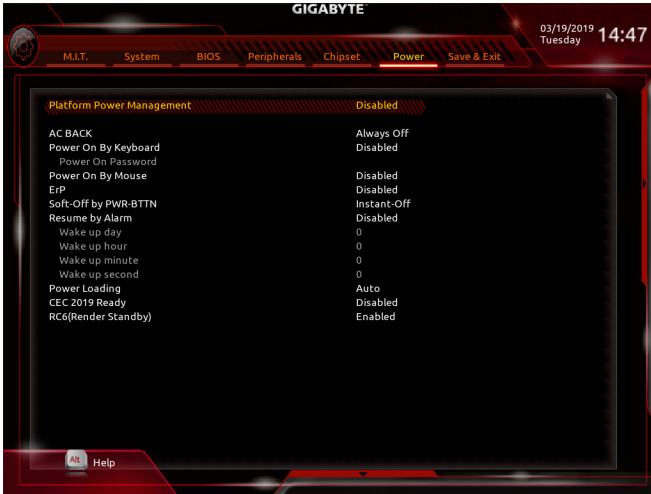 GIGABYTE™
03/19/2019 14:47
Tuesday
M.I.T. System BIOS Peripherals Chipset Power Save & Exit
Platform Power Management Disabled
AC BACK Always Off
Power On By Keyboard Disabled
Power On Password
Power On By Mouse Disabled
ErP Disabled
Soft-Off by PWR-BTTN Instant-Off
Resume by Alarm Disabled
Wake up day 0
Wake up hour 0
Wake up minute 0
Wake up second 0
Power Loading Auto
CEC 2019 Ready Disabled
RC6(Render Standby) Enabled
Alt Help